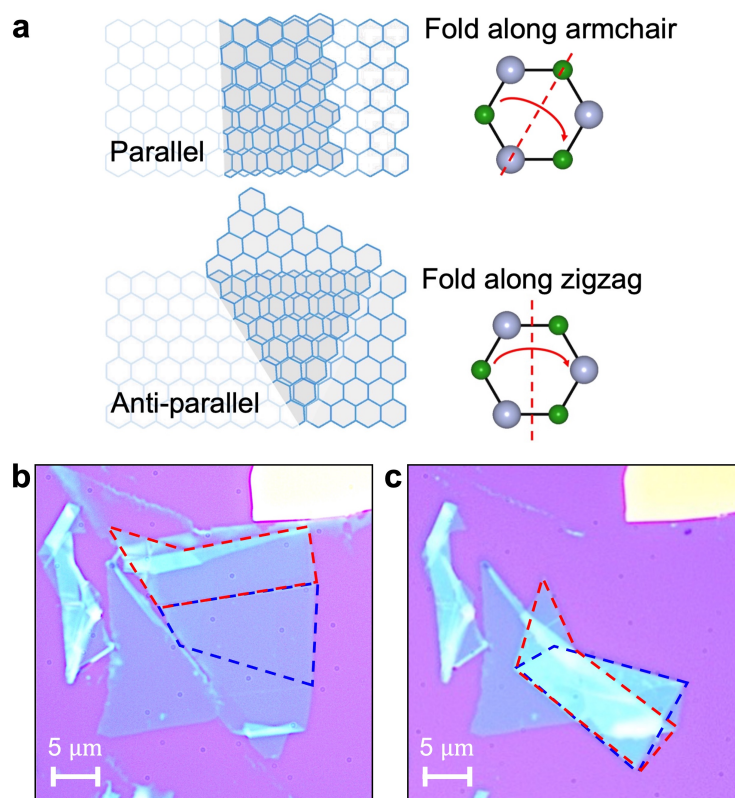 a
Fold along armchair
Parallel
Fold along zigzag
Anti-parallel
b
c
5 μm
5 μm